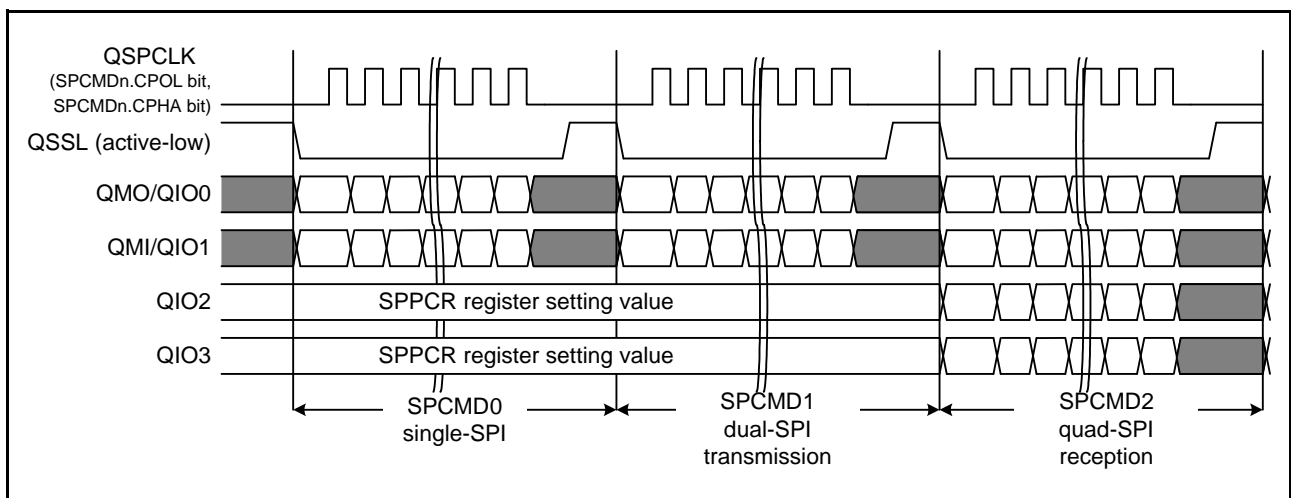 QSPCLK
(SPCMDn.CPOL bit,
SPCMDn.CPHA bit)
QSSL (active-low)
QMO/QIO0
QMI/QIO1
QIO2
SPPCR register setting value
QIO3
SPPCR register setting value
SPCMD0
single-SPI
SPCMD1
dual-SPI
transmission
SPCMD2
quad-SPI
reception